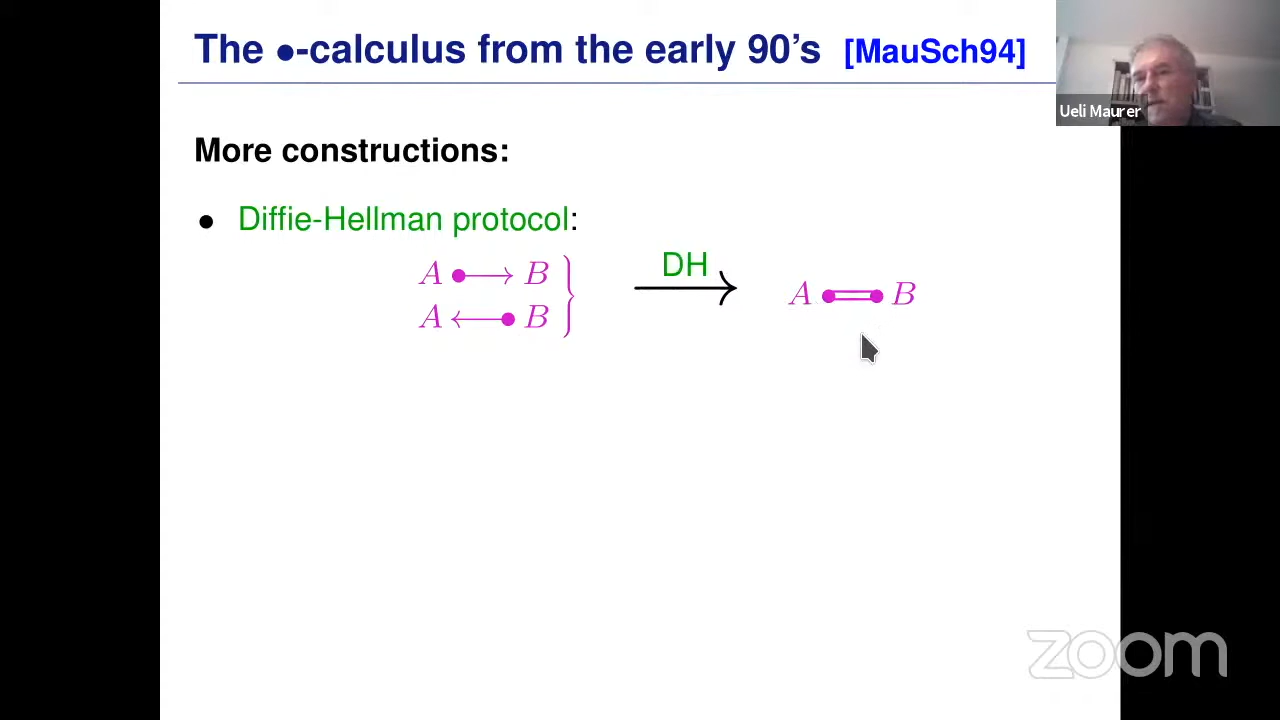 The •-calculus from the early 90's [MauSch94]
Ueli Maurer
More constructions:
• Diffie-Hellman protocol:
A •⟶ B
A ⟵• B
DH
A •=• B
zoom